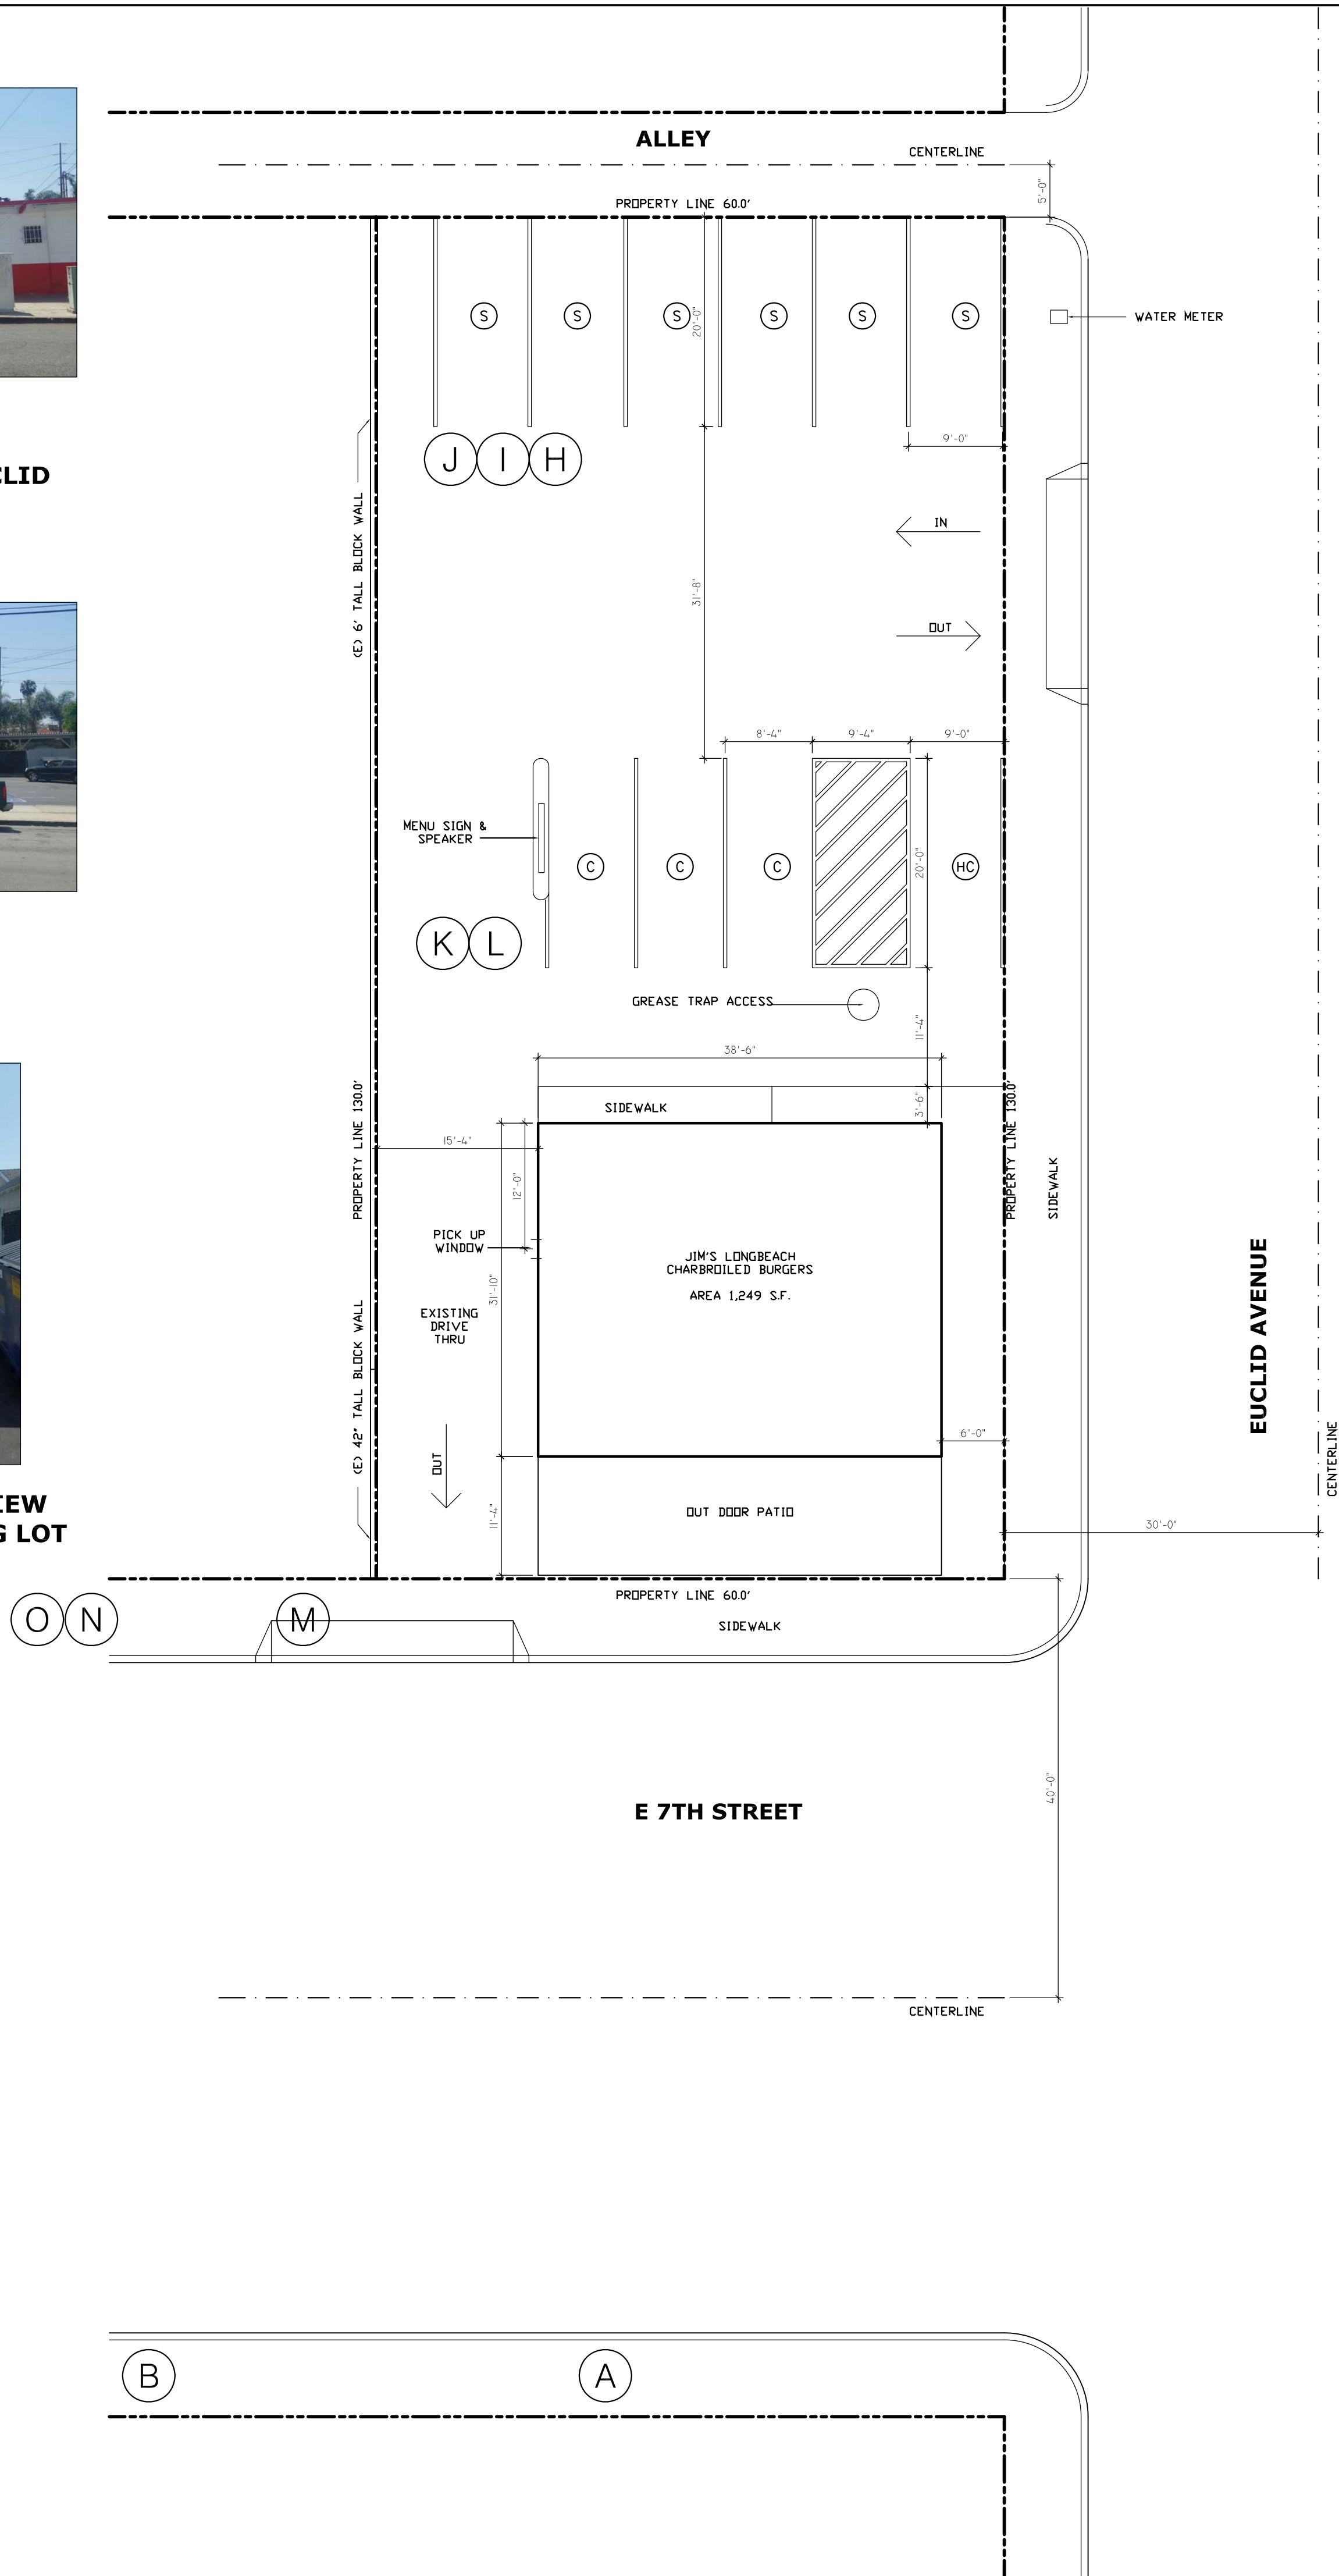 ALLEY
CENTERLINE
5'-0"
PROPERTY LINE 60.0'
S
S
S
20'-0"
S
S
S
WATER METER
9'-0"
J
I
H
CLID
(E) 6' TALL BLOCK WALL
IN
31'-8"
OUT
8'-4"
9'-4"
9'-0"
MENU SIGN &
SPEAKER
C
C
C
20'-0"
HC
K
L
GREASE TRAP ACCESS
11'-4"
38'-6"
SIDEWALK
3'-6"
PROPERTY LINE 130.0'
PROPERTY LINE 130.0'
SIDEWALK
15'-4"
12'-0"
PICK UP
WINDOW
31'-10"
JIM'S LONGBEACH
CHARBROILED BURGERS
AREA 1,249 S.F.
EXISTING
DRIVE
THRU
(E) 42" TALL BLOCK WALL
OUT
6'-0"
EUCLID AVENUE
CENTERLINE
IEW
G LOT
11'-4"
OUT DOOR PATIO
30'-0"
PROPERTY LINE 60.0'
O
N
M
SIDEWALK
40'-0"
E 7TH STREET
CENTERLINE
B
A